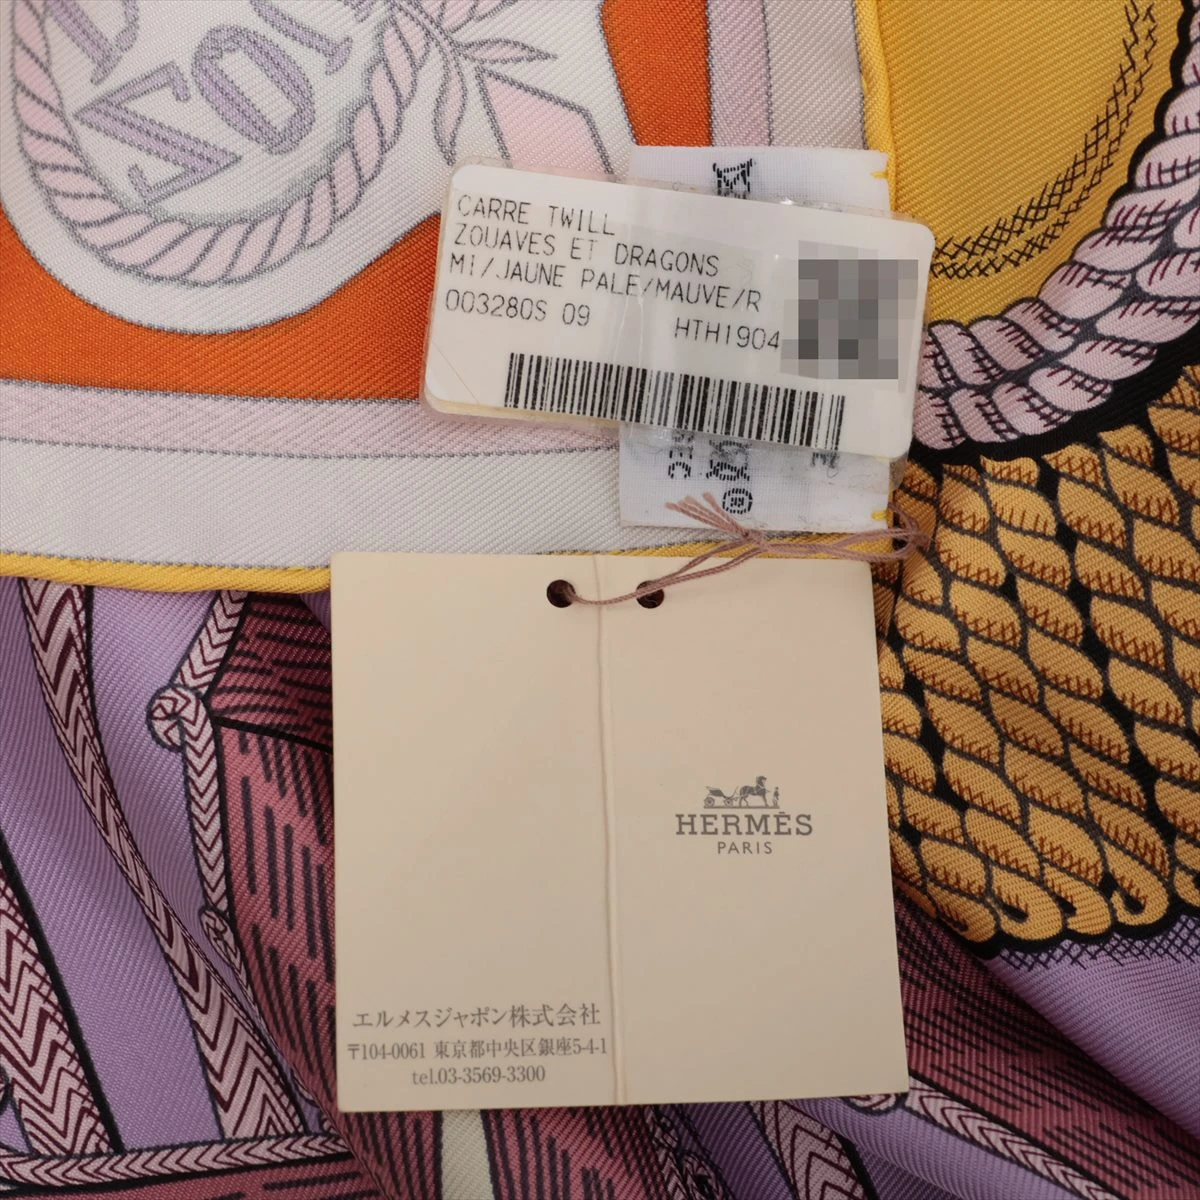 CARRE TWILL
ZOUAVES ET DRAGONS
M1/JAUNE PALE/MAUVE/R
003280S 09 HTH1904
HERMÈS
PARIS
エルメスジャポン株式会社
〒104-0061 東京都中央区銀座5-4-1
tel.03-3569-3300